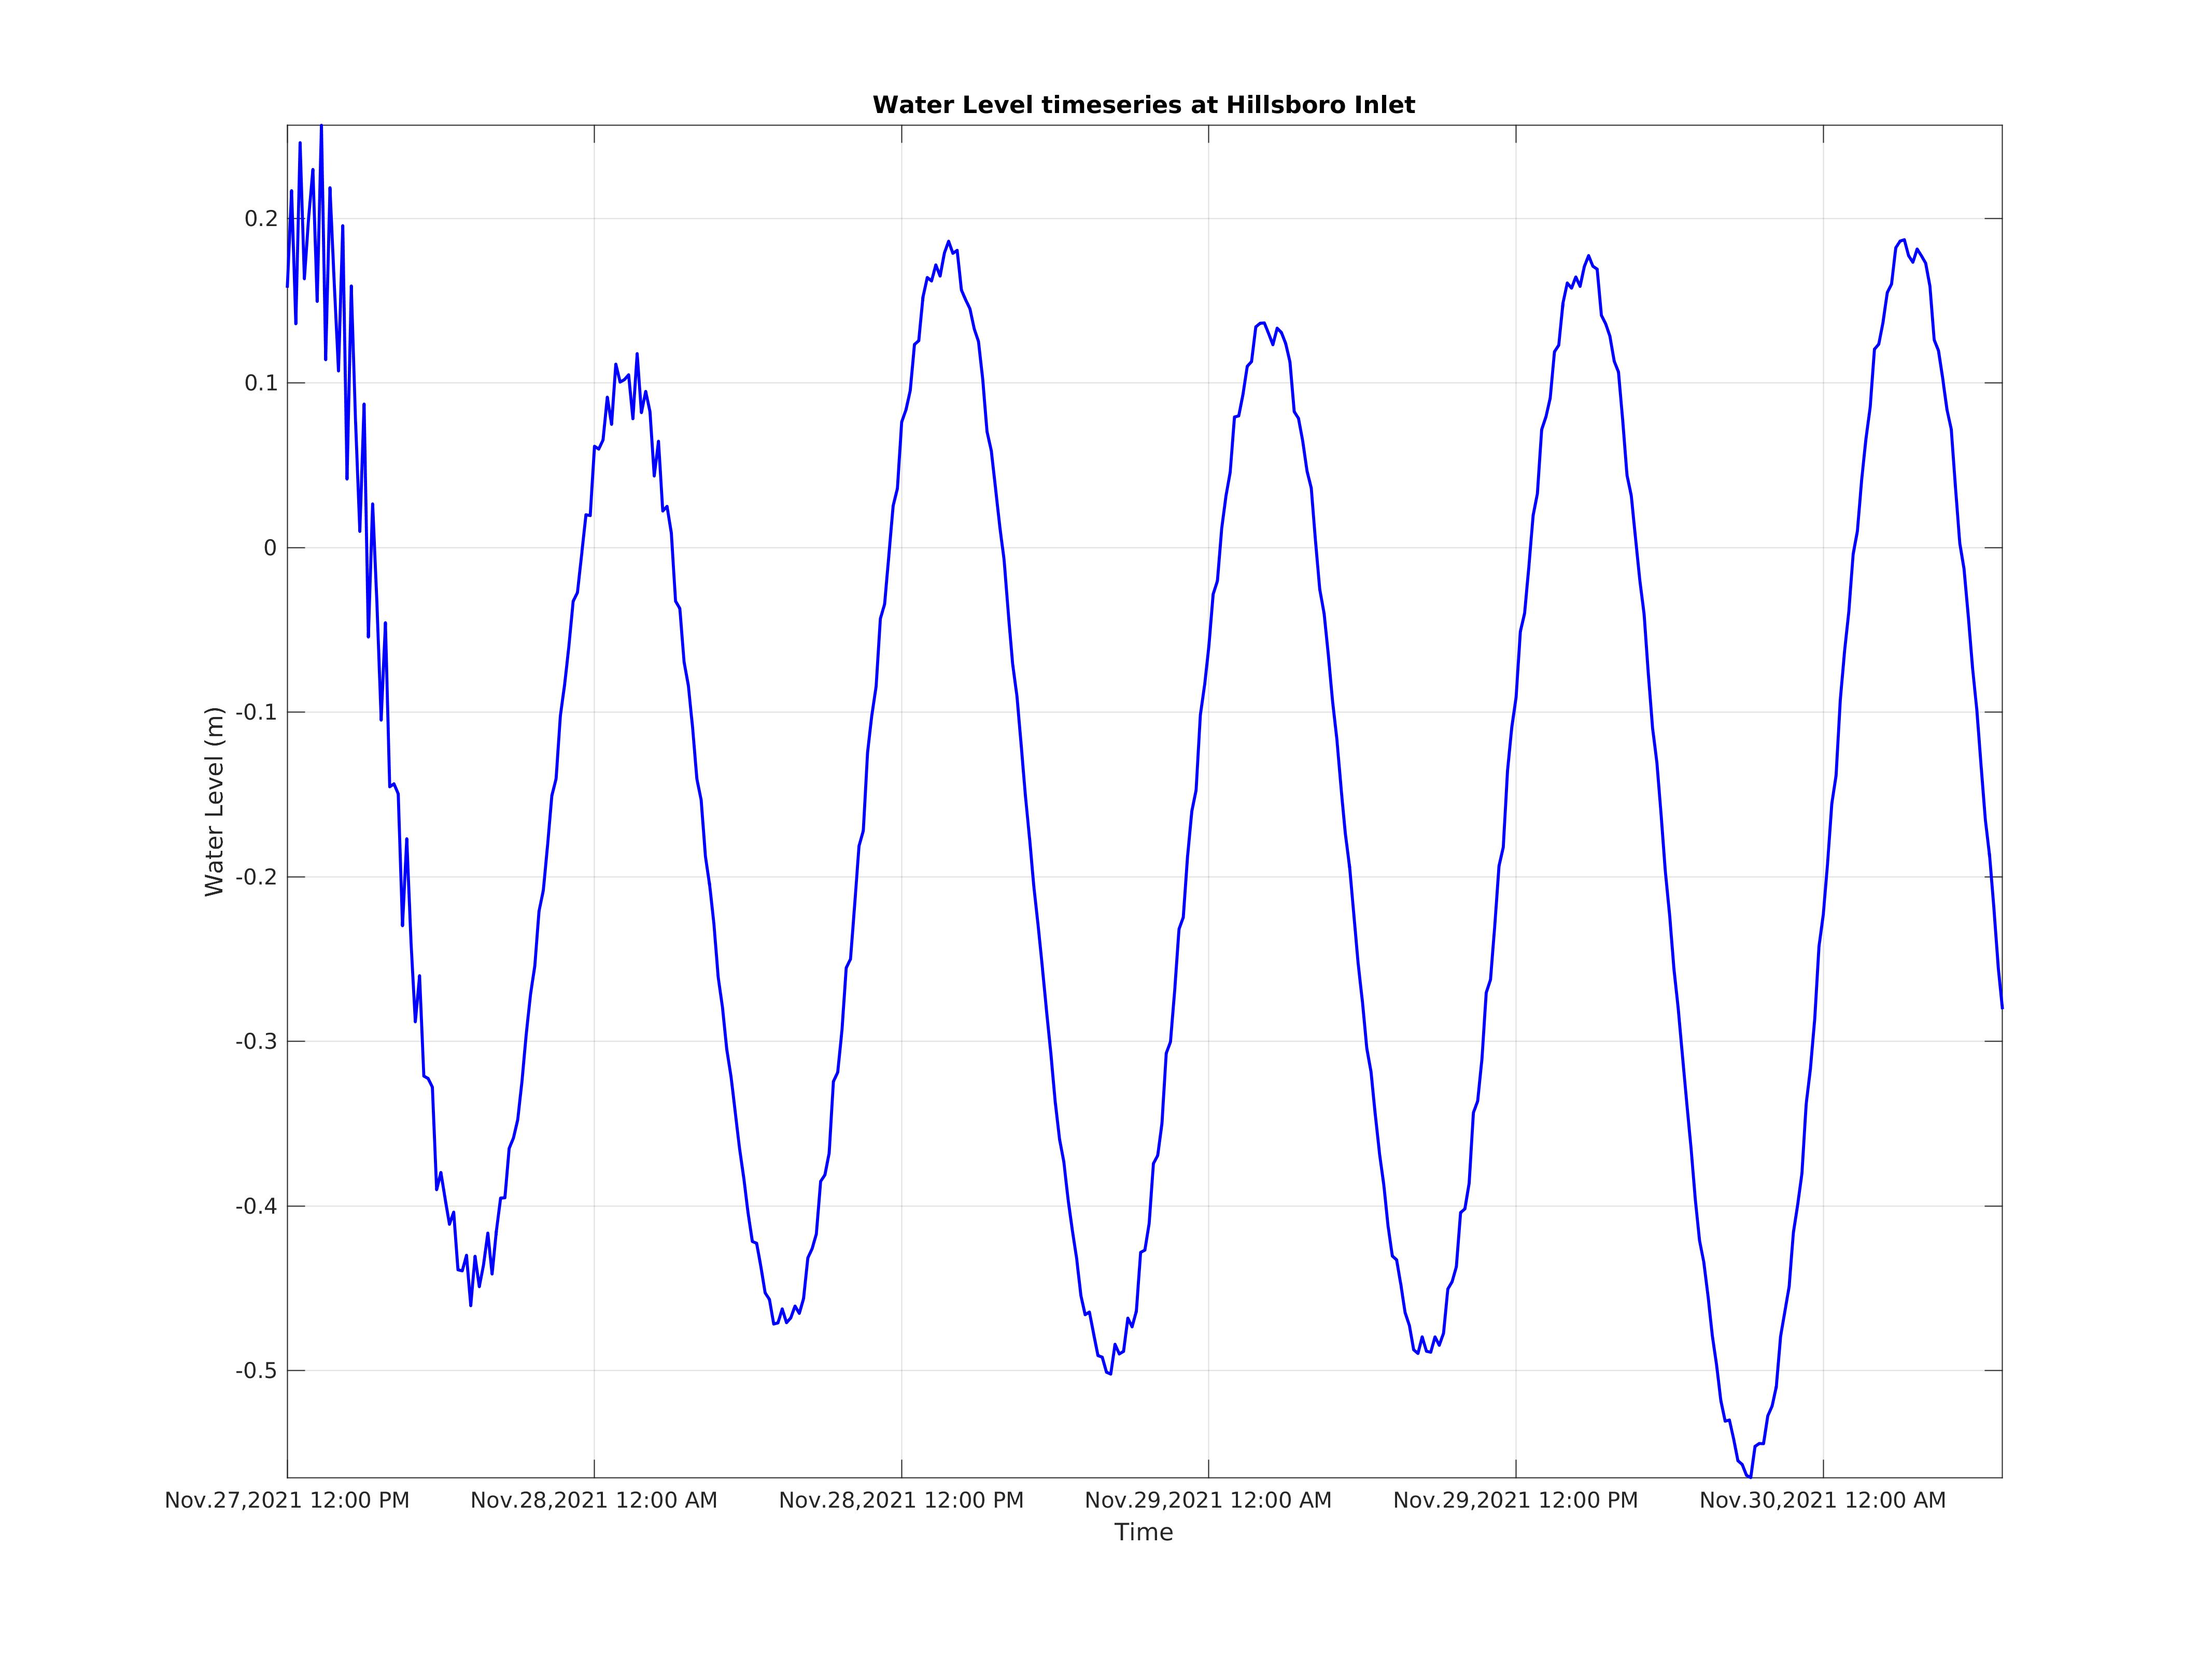 Water Level timeseries at Hillsboro Inlet
0.2
0.1
0
-0.1
-0.2
-0.3
-0.4
-0.5
Water Level (m)
Nov.27,2021 12:00 PM
Nov.28,2021 12:00 AM
Nov.28,2021 12:00 PM
Nov.29,2021 12:00 AM
Nov.29,2021 12:00 PM
Nov.30,2021 12:00 AM
Time